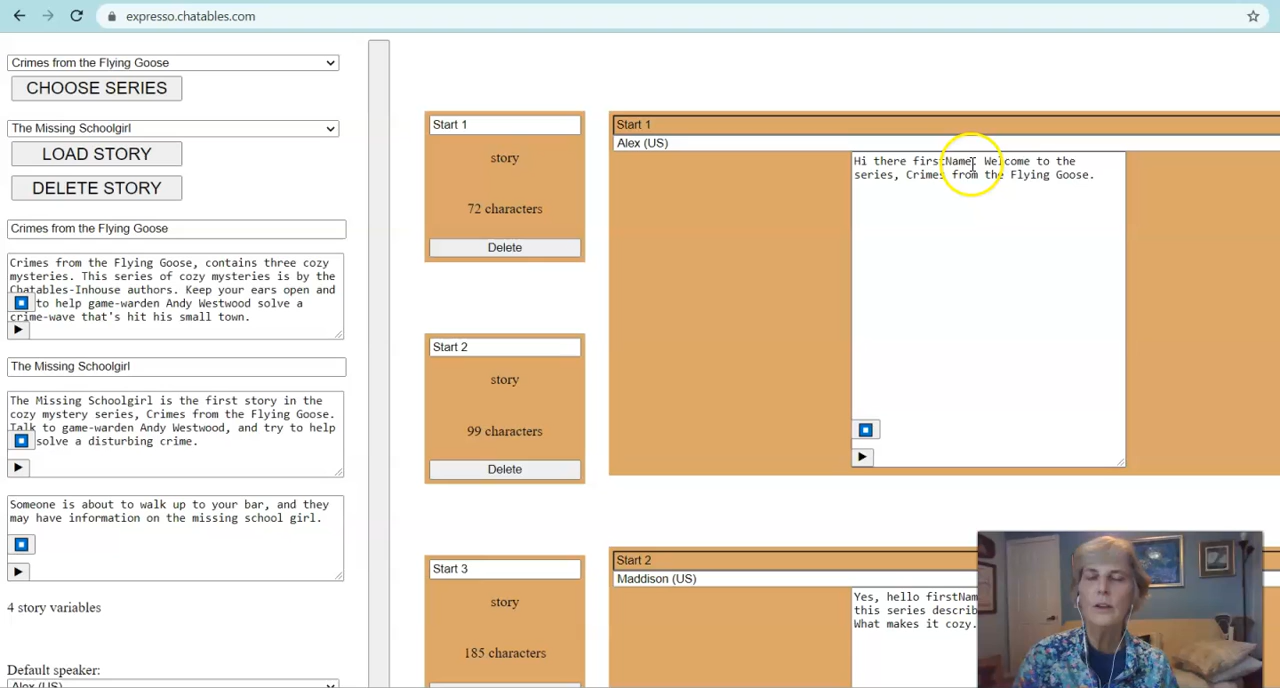 expresso.chatables.com
Crimes from the Flying Goose
CHOOSE SERIES
The Missing Schoolgirl
LOAD STORY
DELETE STORY
Crimes from the Flying Goose
Crimes from the Flying Goose, contains three cozy
mysteries. This series of cozy mysteries is by the
Chatables-Inhouse authors. Keep your ears open and
to help game-warden Andy Westwood solve a
crime-wave that's hit his small town.
The Missing Schoolgirl
The Missing Schoolgirl is the first story in the
cozy mystery series, Crimes from the Flying Goose.
Talk to game-warden Andy Westwood, and try to help
solve a disturbing crime.
Someone is about to walk up to your bar, and they
may have information on the missing school girl.
4 story variables
Default speaker:
Alex (US)
Start 1
story
72 characters
Delete
Start 2
story
99 characters
Delete
Start 3
story
185 characters
Start 1
Alex (US)
Hi there firstName. Welcome to the
series, Crimes from the Flying Goose.
Start 2
Maddison (US)
Yes, hello firstNam
this series describ
What makes it cozy.